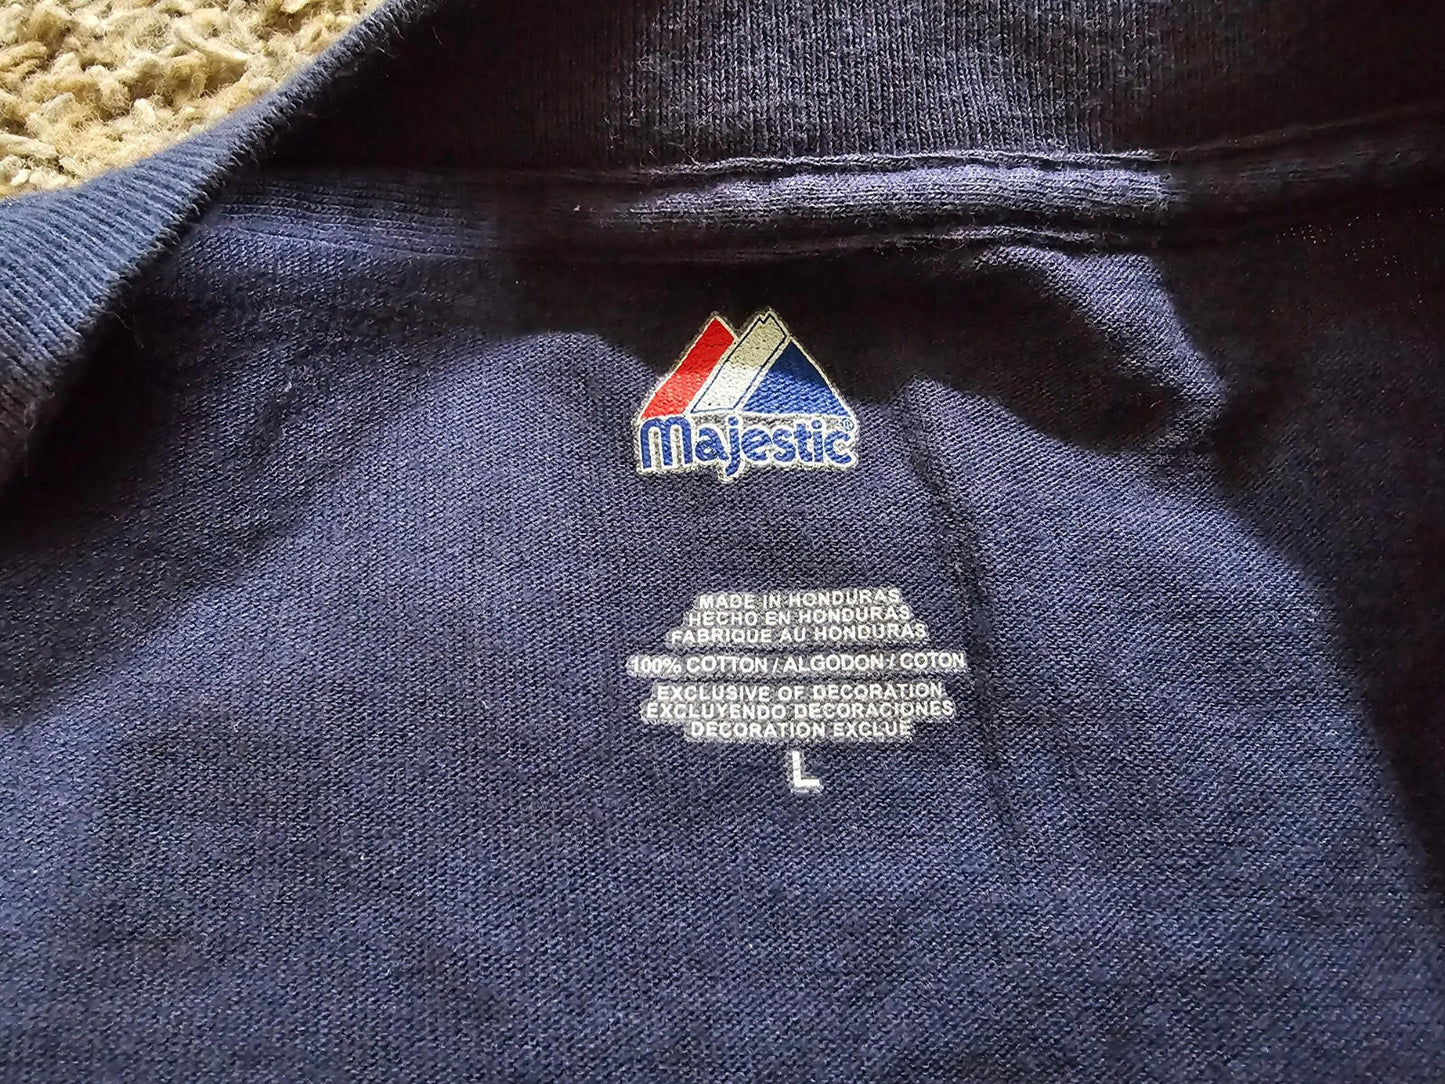 Majestic®
MADE IN HONDURAS
HECHO EN HONDURAS
FABRIQUE AU HONDURAS
100% COTTON / ALGODON / COTON
EXCLUSIVE OF DECORATION
EXCLUYENDO DECORACIONES
DECORATION EXCLUE
L